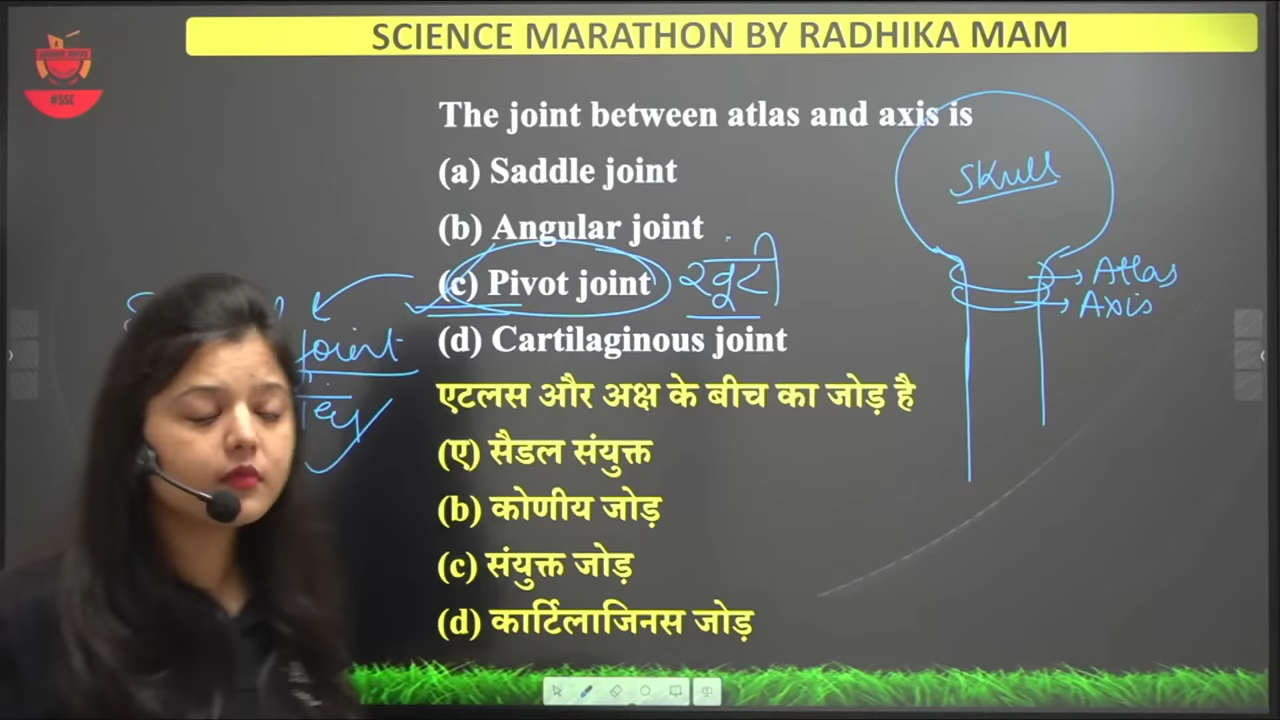 SCIENCE MARATHON BY RADHIKA MAM
#SSC
The joint between atlas and axis is
(a) Saddle joint
(b) Angular joint
(c) Pivot joint खूंटी
(d) Cartilaginous joint
एटलस और अक्ष के बीच का जोड़ है
(ए) सैडल संयुक्त
(b) कोणीय जोड़
(c) संयुक्त जोड़
(d) कार्टिलाजिनस जोड़
Skull
Atlas
Axis
joint